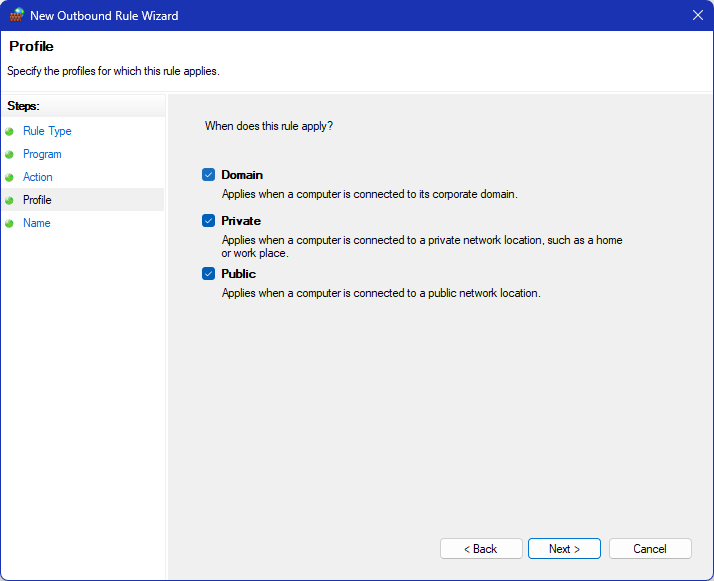 New Outbound Rule Wizard
Profile
Specify the profiles for which this rule applies.
Steps:
Rule Type
Program
Action
Profile
Name
When does this rule apply?
Domain
Applies when a computer is connected to its corporate domain.
Private
Applies when a computer is connected to a private network location, such as a home
or work place.
Public
Applies when a computer is connected to a public network location.
< Back
Next >
Cancel